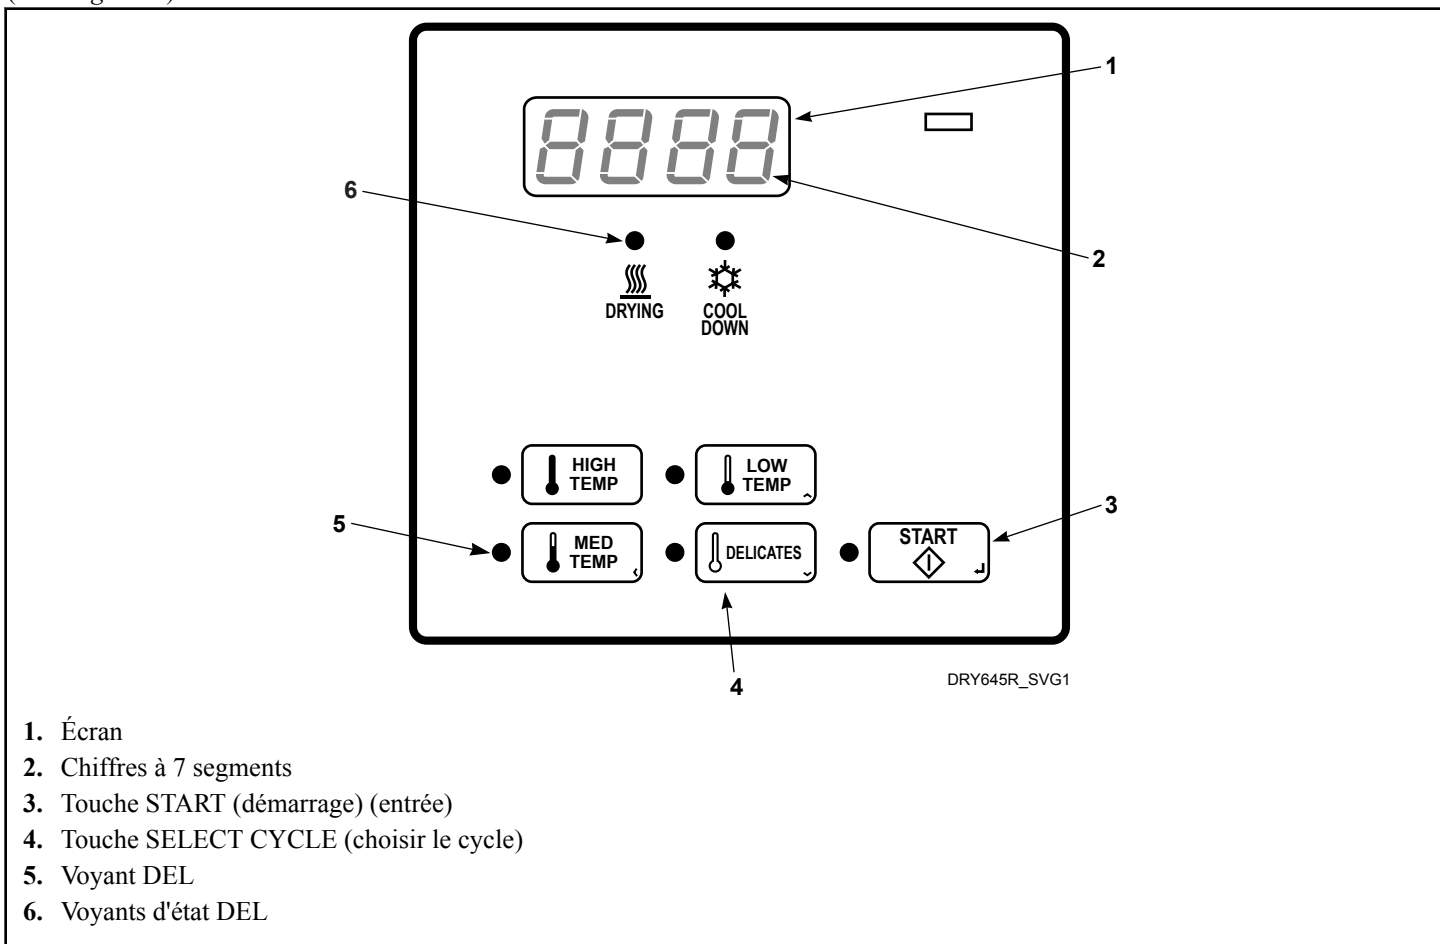 1
8888
6
2
DRYING
COOL
DOWN
HIGH
TEMP
LOW
TEMP
5
MED
TEMP
DELICATES
START
3
4
DRY645R_SVG1
1. Écran
2. Chiffres à 7 segments
3. Touche START (démarrage) (entrée)
4. Touche SELECT CYCLE (choisir le cycle)
5. Voyant DEL
6. Voyants d'état DEL